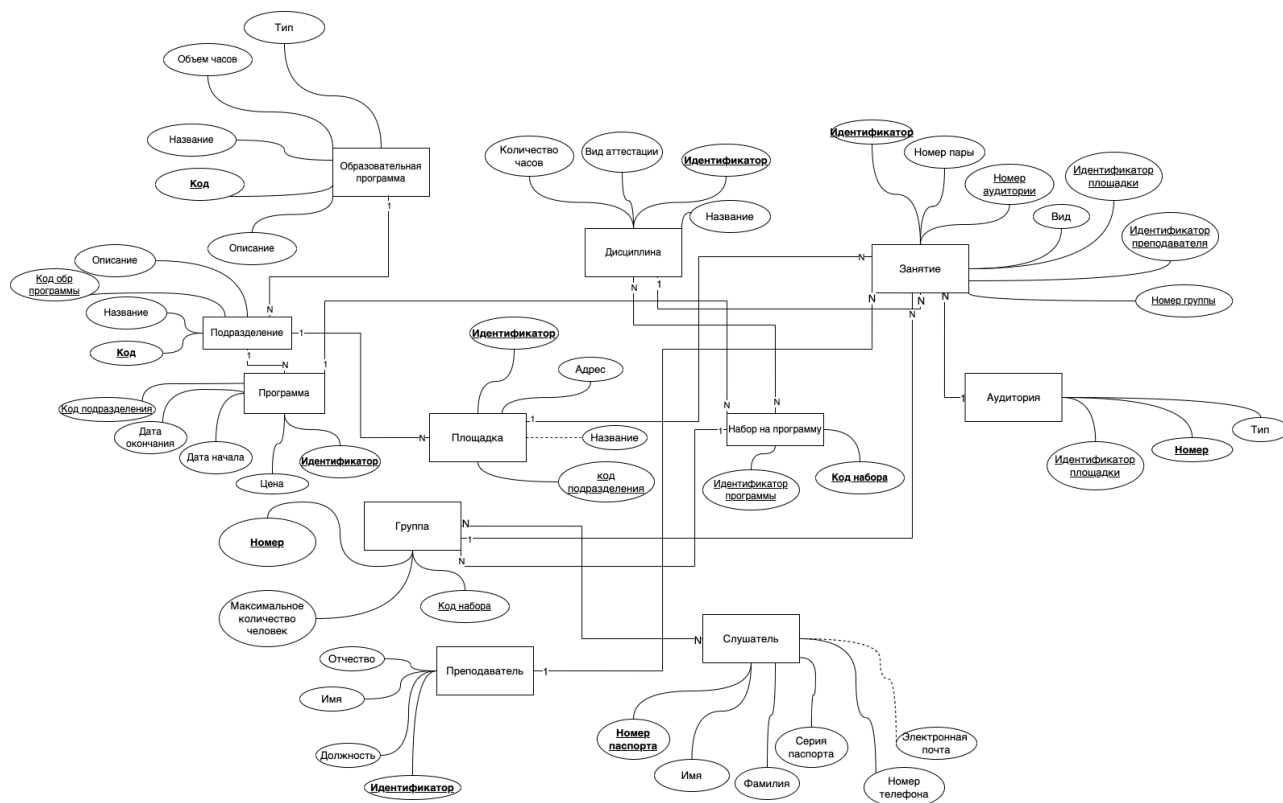 Тип
Объем часов
Название
Образовательная
программа
Код
1
Описание
Описание
Код обр
программы
Название
N
Подразделение
1
Код
1
N
1
Программа
Код подразделения
Дата
окончания
Дата начала
Цена
Идентификатор
Количество
часов
Вид аттестации
Идентификатор
Название
Дисциплина
N
1
Идентификатор
Номер пары
Номер
аудитории
Идентификатор
площадки
Вид
Идентификатор
преподавателя
N
Занятие
Номер группы
N
N
N
N
Идентификатор
Адрес
1
N
Площадка
Название
код
подразделения
N
N
1
Набор на программу
Идентификатор
программы
Код набора
1
Аудитория
Тип
Номер
Идентификатор
площадки
Группа
N
1
N
Номер
Максимальное
количество
человек
Код набора
Отчество
Имя
Преподаватель
1
Должность
Идентификатор
N
Слушатель
Номер
паспорта
Имя
Фамилия
Серия
паспорта
Номер
телефона
Электронная
почта